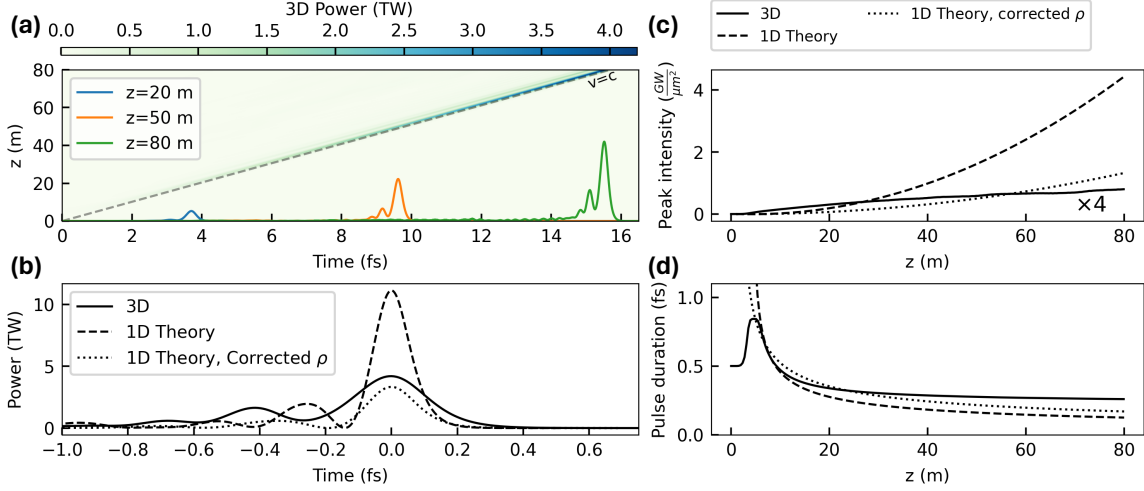 (a)
3D Power (TW)
0.0 0.5 1.0 1.5 2.0 2.5 3.0 3.5 4.0
80
60
40
20
0
z (m)
z=20 m
z=50 m
z=80 m
v=c
0 2 4 6 8 10 12 14 16
Time (fs)
(b)
10
5
0
Power (TW)
3D
1D Theory
1D Theory, Corrected ρ
−1.0 −0.8 −0.6 −0.4 −0.2 0.0 0.2 0.4 0.6
Time (fs)
(c)
3D
1D Theory
1D Theory, corrected ρ
4
2
0
Peak intensity (GW/μm²)
×4
0 20 40 60 80
z (m)
(d)
1.0
0.5
0.0
Pulse duration (fs)
0 20 40 60 80
z (m)